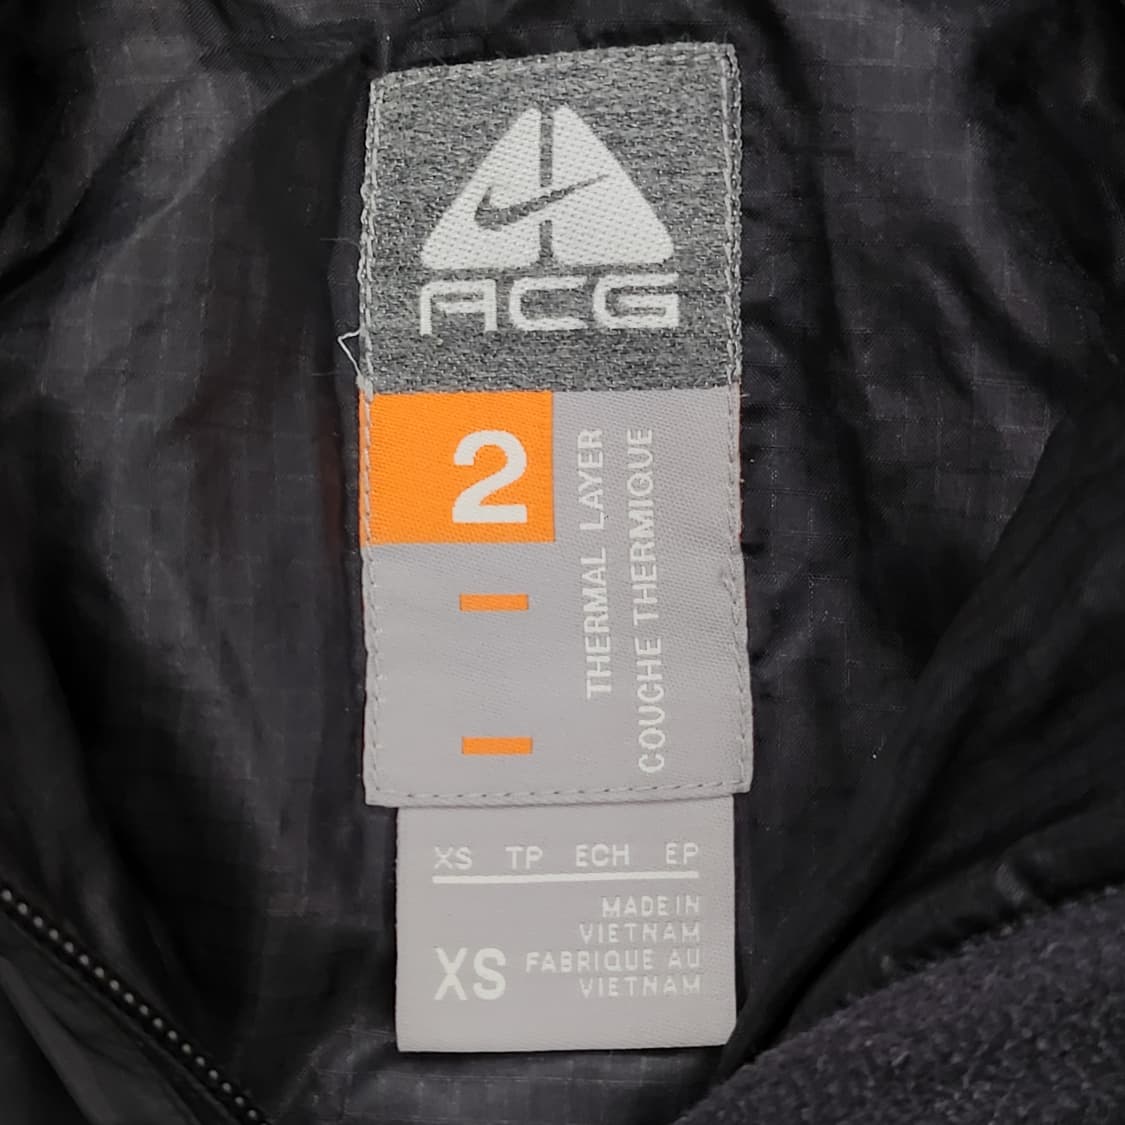 ACG
2
THERMAL LAYER
COUCHE THERMIQUE
XS TP ECH EP
XS
MADE IN
VIETNAM
FABRIQUE AU
VIETNAM